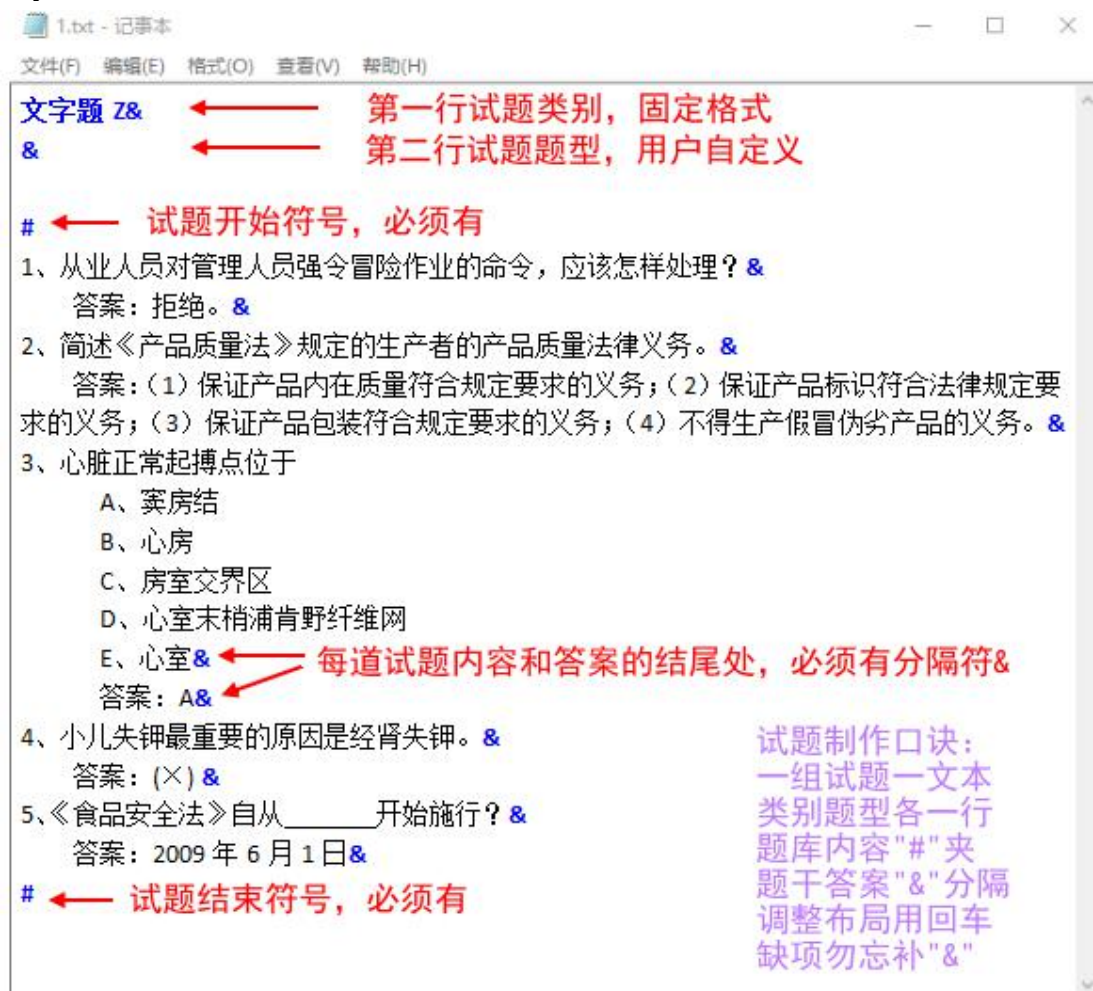 1.txt - 记事本
文件(F) 编辑(E) 格式(O) 查看(V) 帮助(H)
文字题 Z& 第一行试题类别，固定格式
& 第二行试题题型，用户自定义
# 试题开始符号，必须有
1、从业人员对管理人员强令冒险作业的命令，应该怎样处理？&
答案：拒绝。&
2、简述《产品质量法》规定的生产者的产品质量法律义务。&
答案：（1）保证产品内在质量符合规定要求的义务；（2）保证产品标识符合法律规定要
求的义务；（3）保证产品包装符合规定要求的义务；（4）不得生产假冒伪劣产品的义务。&
3、心脏正常起搏点位于
A、窦房结
B、心房
C、房室交界区
D、心室末梢浦肯野纤维网
E、心室& 每道试题内容和答案的结尾处，必须有分隔符&
答案：A&
4、小儿失钾最重要的原因是经肾失钾。&
答案：(×)&
5、《食品安全法》自从_______开始施行？&
答案：2009年6月1日&
# 试题结束符号，必须有
试题制作口诀：
一组试题一文本
类别题型各一行
题库内容"#"夹
题干答案"&"分隔
调整布局用回车
缺项勿忘补"&"